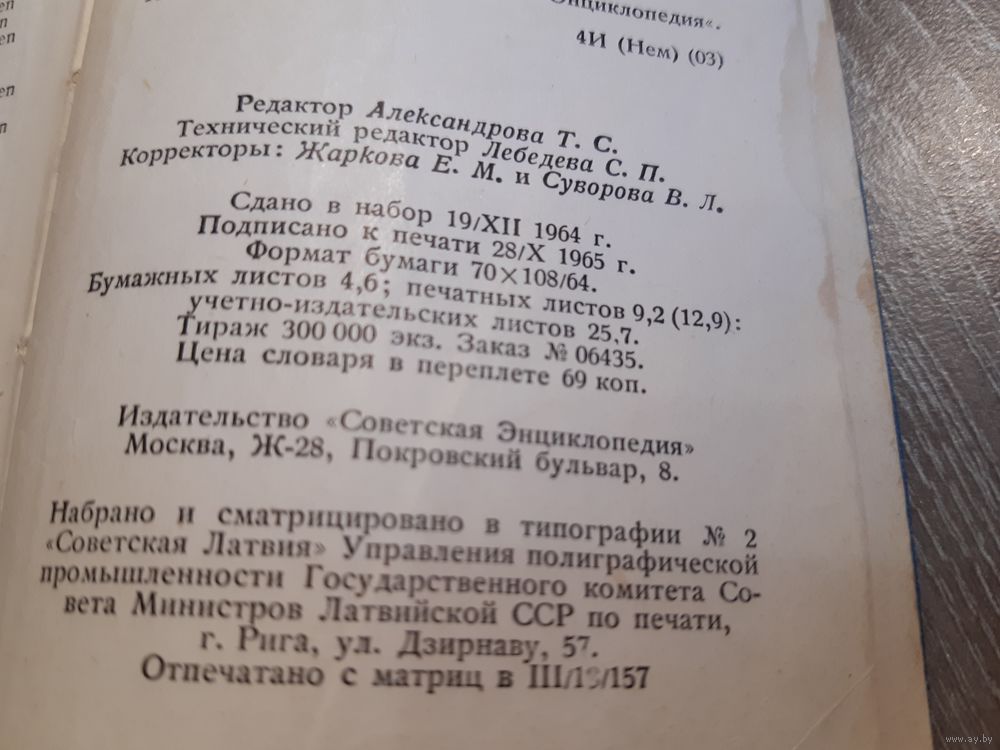 Энциклопедия“.
4И (Нем) (03)
Редактор Александрова Т. С.
Технический редактор Лебедева С. П.
Корректоры: Жаркова Е. М. и Суворова В. Л.
Сдано в набор 19/XII 1964 г.
Подписано к печати 28/X 1965 г.
Формат бумаги 70×108/64.
Бумажных листов 4,6; печатных листов 9,2 (12,9):
учетно-издательских листов 25,7.
Тираж 300 000 экз. Заказ № 06435.
Цена словаря в переплете 69 коп.
Издательство «Советская Энциклопедия»
Москва, Ж-28, Покровский бульвар, 8.
Набрано и сматрицировано в типографии № 2
«Советская Латвия» Управления полиграфической
промышленности Государственного комитета Со-
вета Министров Латвийской ССР по печати,
г. Рига, ул. Дзирнаву, 57.
Отпечатано с матриц в
www.ay.by